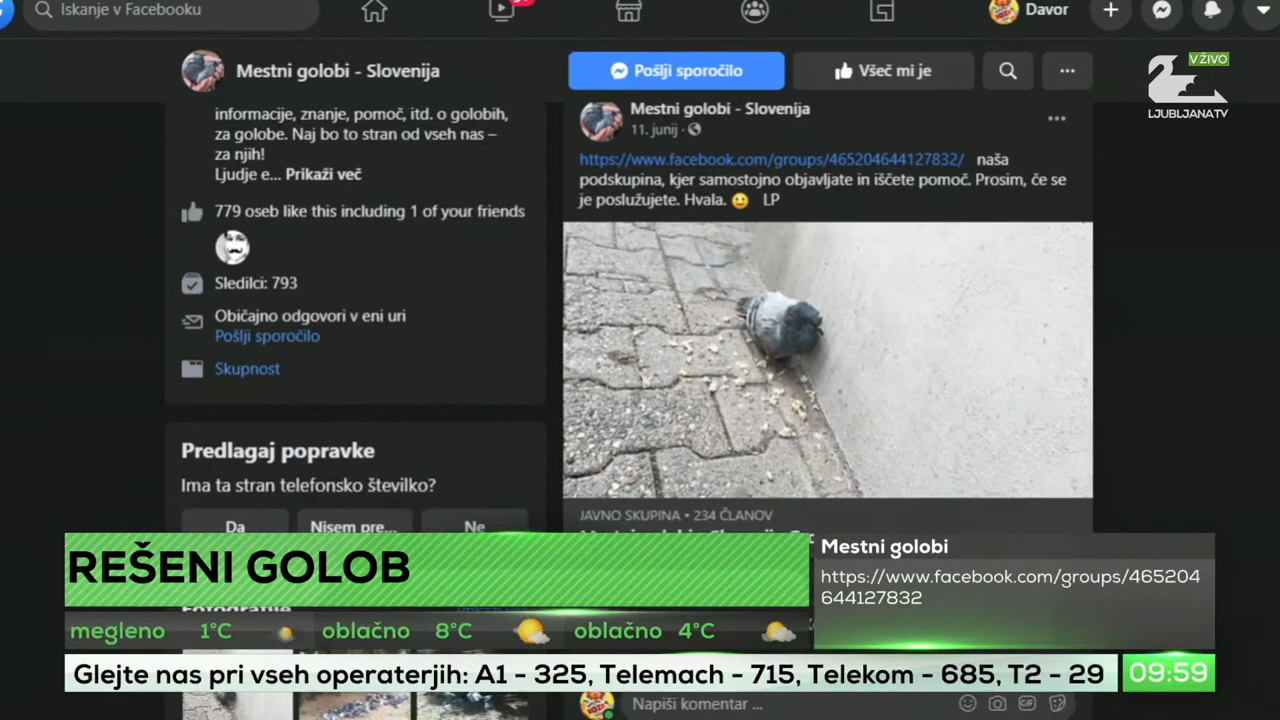 Iskanje v Facebooku
Davor
Mestni golobi - Slovenija
Pošlji sporočilo
Všeč mi je
V ŽIVO
LJUBLJANATV
informacije, znanje, pomoč, itd. o golobih,
za golobe. Naj bo to stran od vseh nas –
za njih!
Ljudje e... Prikaži več
779 oseb like this including 1 of your friends
Sledilci: 793
Običajno odgovori v eni uri
Pošlji sporočilo
Skupnost
Predlagaj popravke
Ima ta stran telefonsko številko?
Da
Nisem pre...
Ne
Mestni golobi - Slovenija
11. junij
https://www.facebook.com/groups/465204644127832/ naša
podskupina, kjer samostojno objavljate in iščete pomoč. Prosim, če se
je poslužujete. Hvala. 😃 LP
JAVNO SKUPINA • 234 ČLANOV
REŠENI GOLOB
Mestni golobi
https://www.facebook.com/groups/465204
644127832
megleno 1°C oblačno 8°C oblačno 4°C
Glejte nas pri vseh operaterjih: A1 - 325, Telemach - 715, Telekom - 685, T2 - 29
09:59
Napiši komentar ...